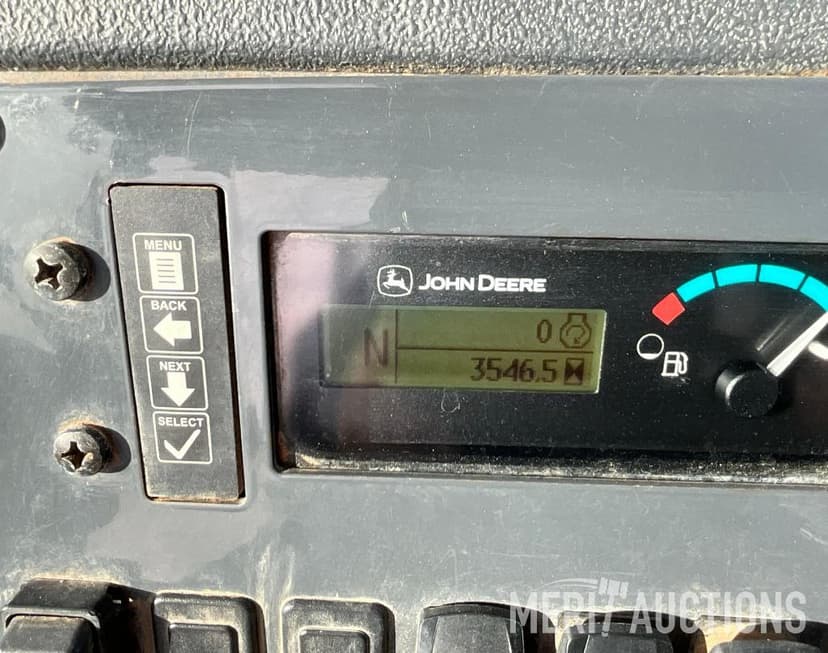 MENU
BACK
NEXT
SELECT
JOHN DEERE
N
0
3546.5
MERIT AUCTIONS